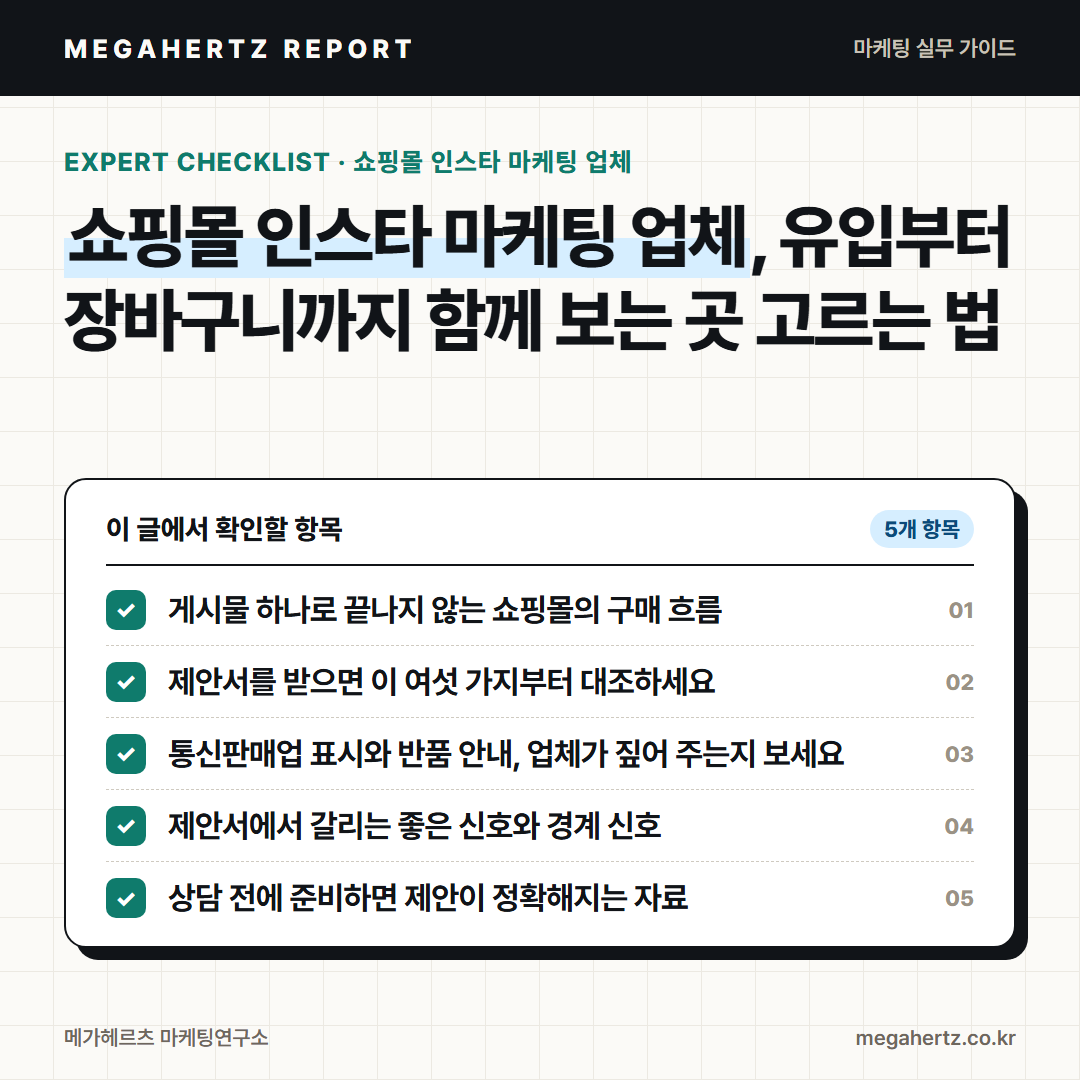 MEGAHERTZ REPORT
마케팅 실무 가이드
EXPERT CHECKLIST · 쇼핑몰 인스타 마케팅 업체
쇼핑몰 인스타 마케팅 업체, 유입부터
장바구니까지 함께 보는 곳 고르는 법
이 글에서 확인할 항목
5개 항목
게시물 하나로 끝나지 않는 쇼핑몰의 구매 흐름
01
제안서를 받으면 이 여섯 가지부터 대조하세요
02
통신판매업 표시와 반품 안내, 업체가 짚어 주는지 보세요
03
제안서에서 갈리는 좋은 신호와 경계 신호
04
상담 전에 준비하면 제안이 정확해지는 자료
05
메가헤르츠 마케팅연구소
megahertz.co.kr